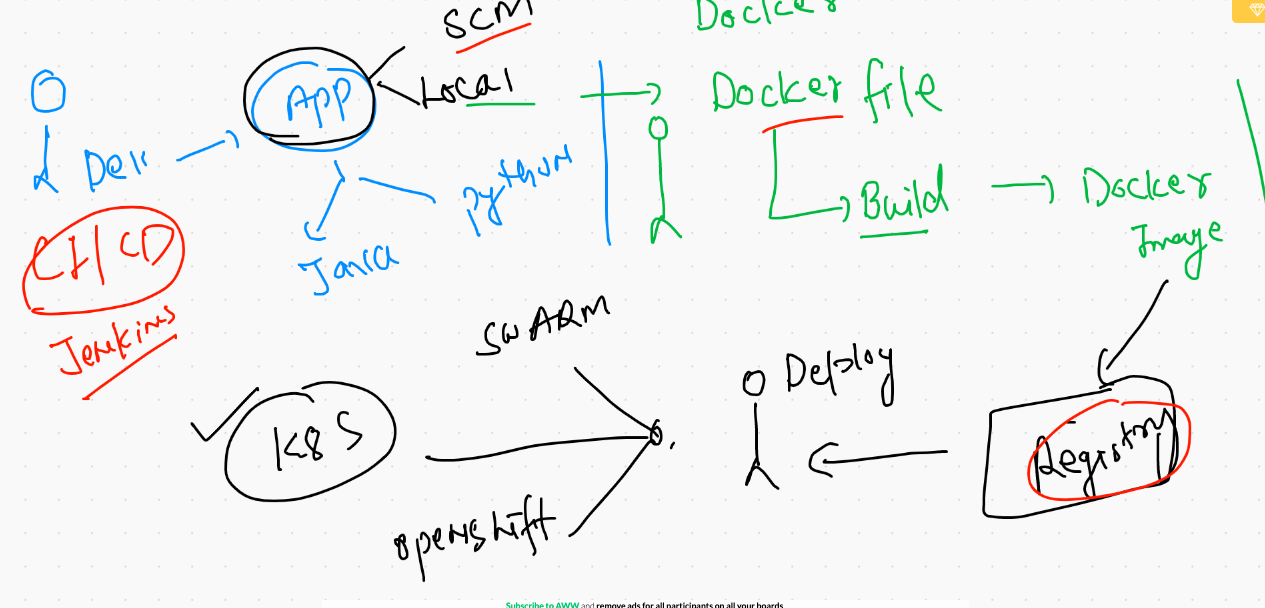 SCM
Docker
APP
Local
Docker file
Dev
Python
Build
Docker
Image
CI/CD
Java
Jenkins
SWARM
Deploy
K8S
Registry
openshift
Subscribe to AWW and remove ads for all participants on all your boards